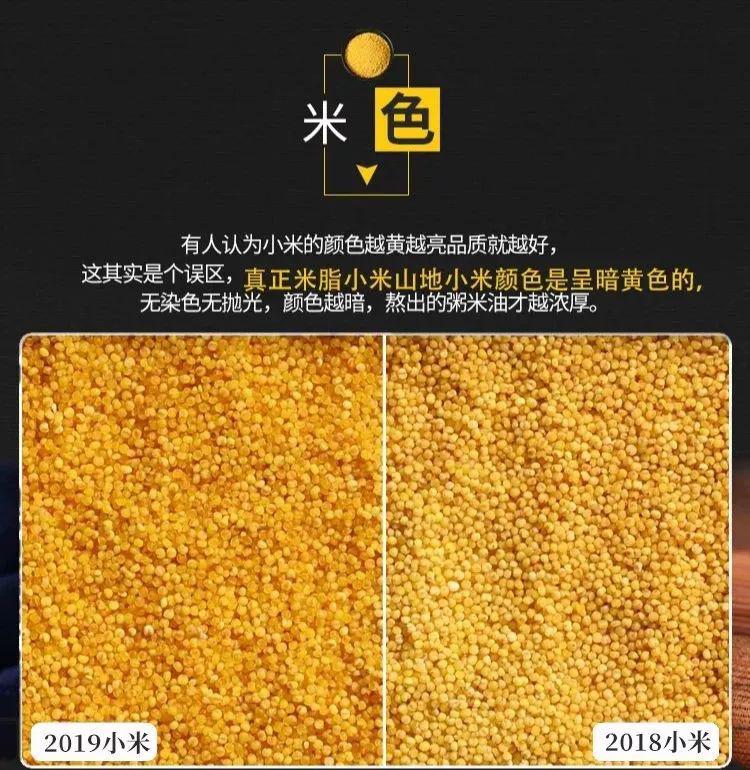 米色
有人认为小米的颜色越黄越亮品质就越好，
这其实是个误区，真正米脂小米山地小米颜色是呈暗黄色的,
无染色无抛光，颜色越暗，熬出的粥米油才越浓厚。
2019小米
2018小米